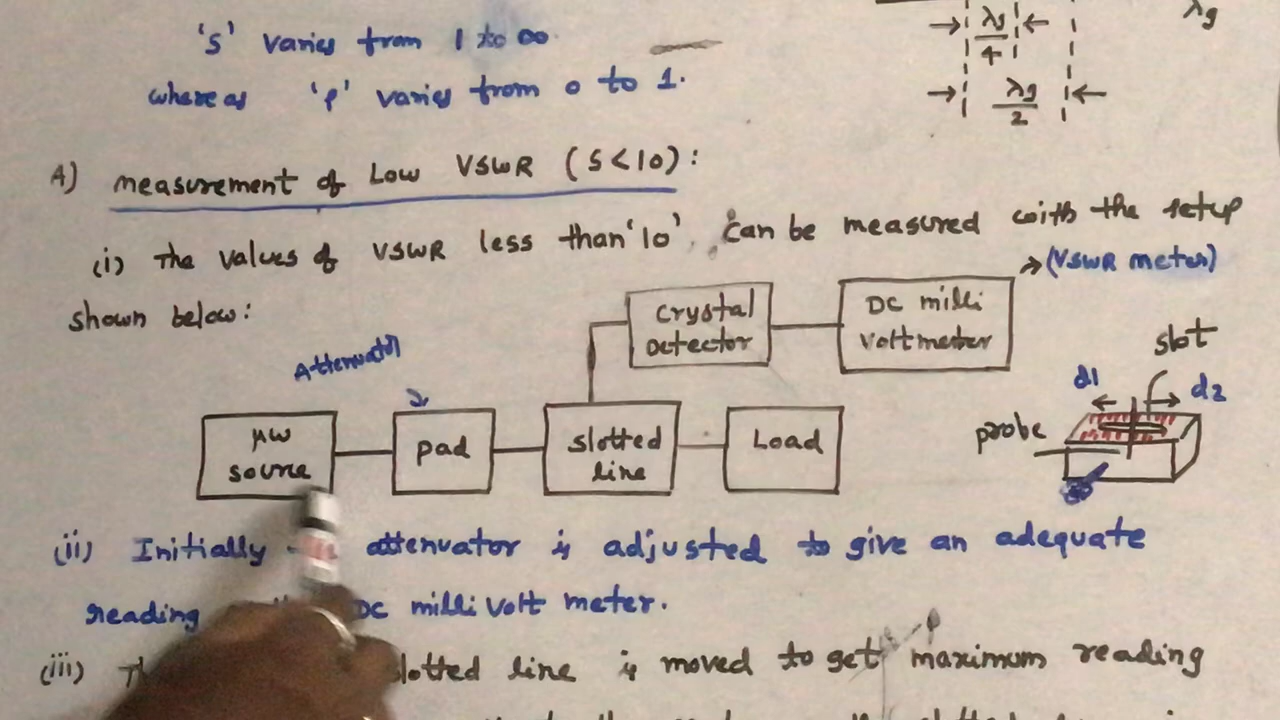 's' varies from 1 to ∞
whereas 'ρ' varies from 0 to 1.
λg/4
λg
λg/2
A) measurement of Low VSWR (S<10):
(i) The values of VSWR less than '10', can be measured with the setup
shown below:
→(VSWR meter)
Crystal Detector
DC milli Voltmeter
Attenuator
μw source
pad
slotted line
Load
slot
d1
d2
probe
(ii) Initially attenuator is adjusted to give an adequate
reading DC milli volt meter.
(iii) slotted line is moved to get maximum reading